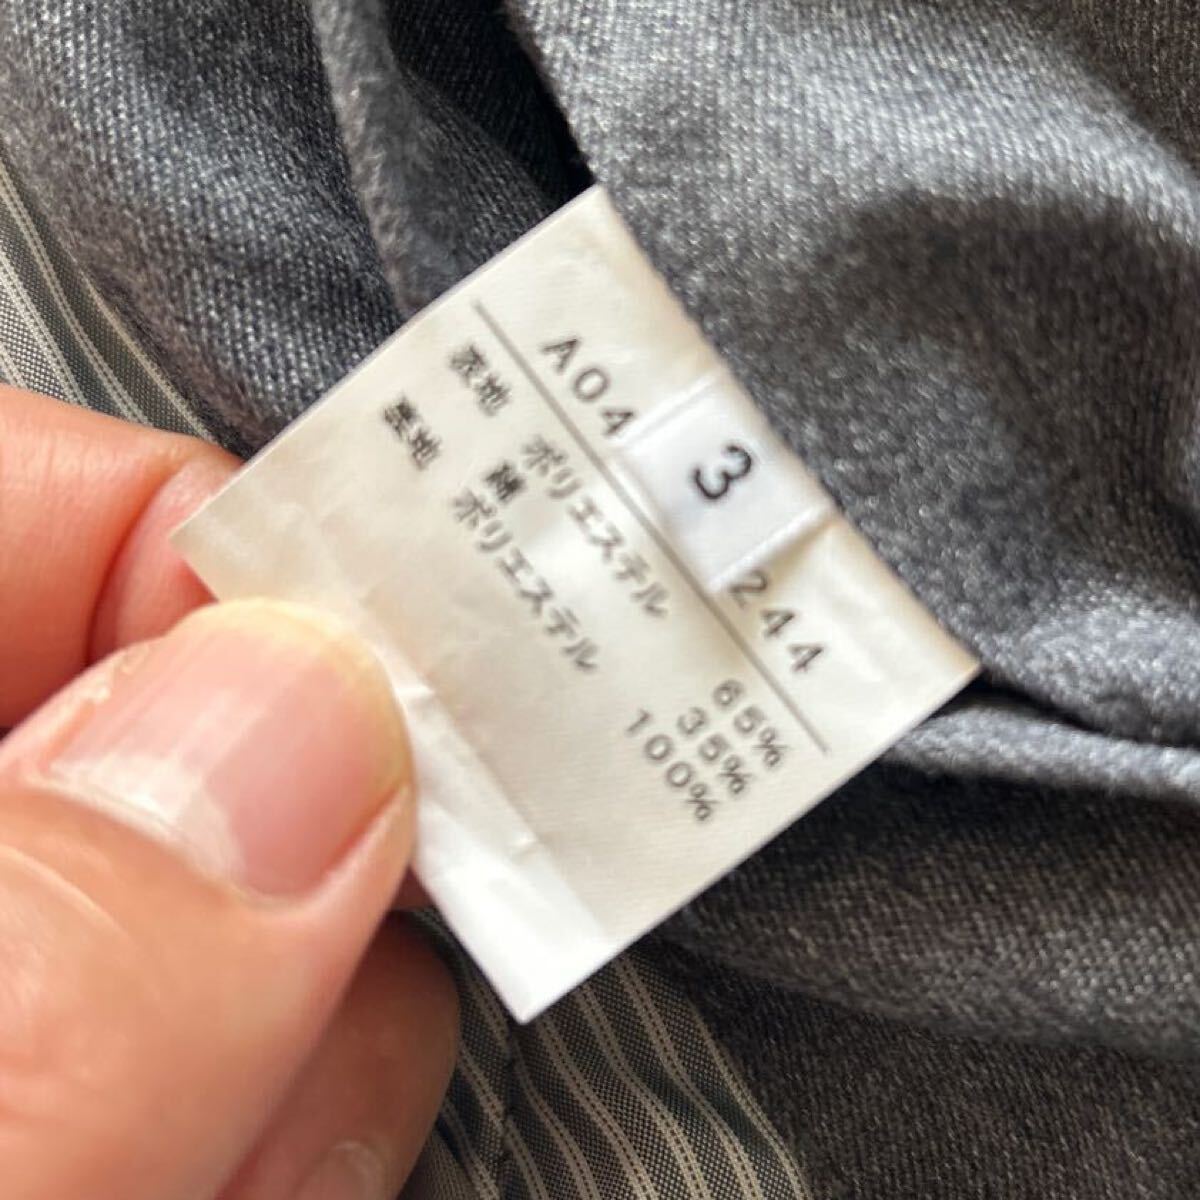 A04
3
244
表地 ポリエステル 65%
綿 35%
裏地 ポリエステル 100%